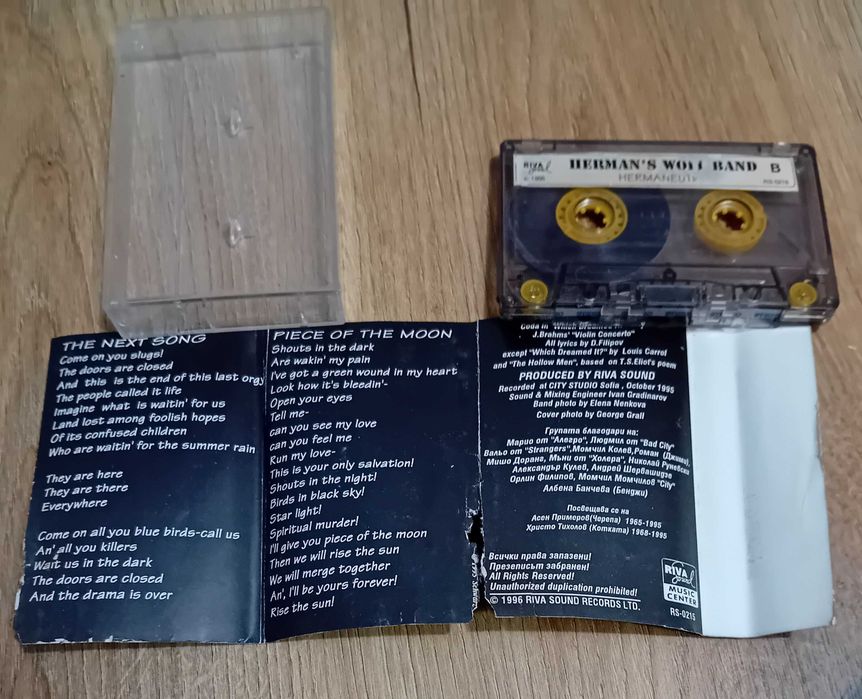 RIVA sound
℗ 1996
HERMAN'S WOLF BAND
B
RS-0215
THE NEXT SONG
Come on you slugs!
The doors are closed
And this is the end of this last orgy
The people called it life
Imagine what is waitin' for us
Land lost among foolish hopes
Of its confused children
Who are waitin' for the summer rain
They are here
They are there
Everywhere
Come on all you blue birds-call us
An' all you killers
Wait us in the dark
The doors are closed
And the drama is over
PIECE OF THE MOON
Shouts in the dark
Are wakin' my pain
I've got a green wound in my heart
Look how it's bleedin'-
Open your eyes
Tell me-
can you see my love
can you feel me
Run my love-
This is your only salvation!
Shouts in the night!
Birds in black sky!
Star light!
Spiritual murder!
I'll give you piece of the moon
Then we will rise the sun
We will merge together
An', I'll be yours forever!
Rise the sun!
Coda in "Which Dreamed
J.Brahms' "Violin Concerto"
All lyrics by D.Filipov
except "Which Dreamed It?" by Louis Carrol
and "The Hollow Men", based on T.S.Eliot's poem
PRODUCED BY RIVA SOUND
Recorded at CITY STUDIO Sofia , October 1995
Sound & Mixing Engineer Ivan Gradinarov
Band photo by Elena Nenkova
Cover photo by George Grall
Групата благодари на:
Марио от "Алегро", Людмил от "Bad City"
Вальо от "Strangers",Момчил Колев,Роман (Джими),
Мишо Доранд, Мъни от "Холера", Николай Руневски
Александър Кулев, Андрей Шервашидзе
Орлин Филипов, Момчил Момчилов "City"
Албена Банчева (Бенджи)
Посвещава се на
Асен Примеров(Черепа) 1965-1995
Христо Тихолов (Котката) 1968-1995
Всички права запазени!
Презеписът забранен!
All Rights Reserved!
Unauthorized duplication prohibited!
© 1996 RIVA SOUND RECORDS LTD.
RIVA sound
MUSIC
CENTER
RS-0215